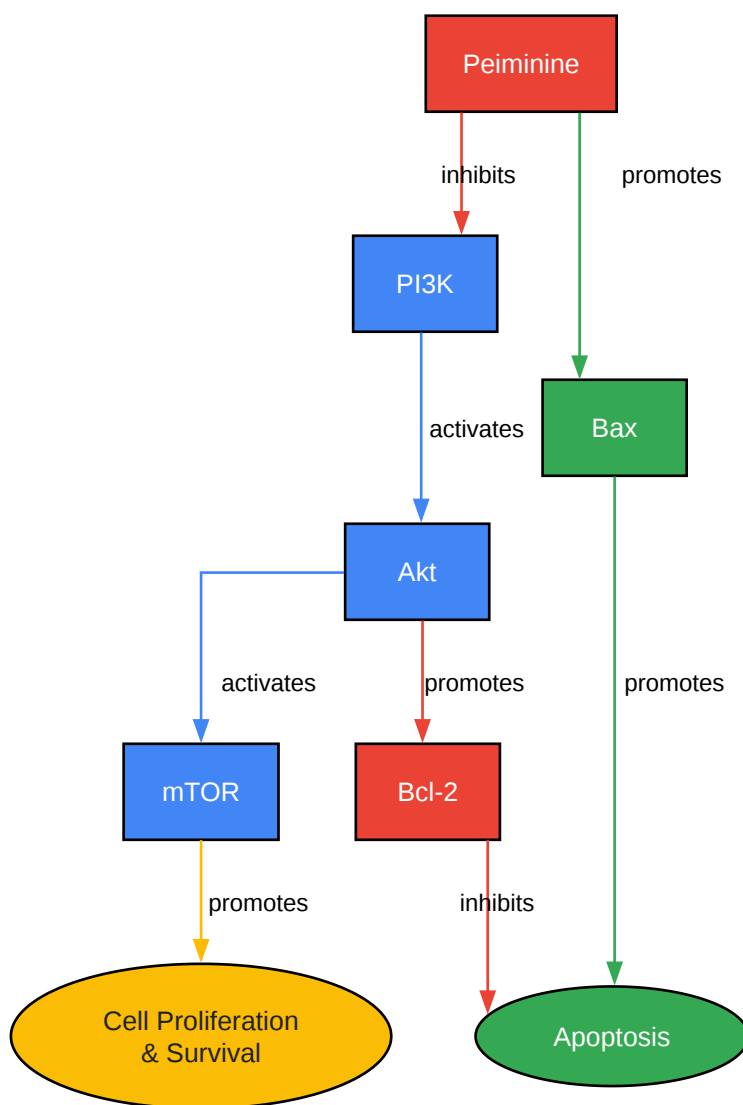 Peiminine
inhibits
promotes
PI3K
activates
Bax
Akt
activates
promotes
promotes
mTOR
Bcl-2
promotes
inhibits
Cell Proliferation
& Survival
Apoptosis